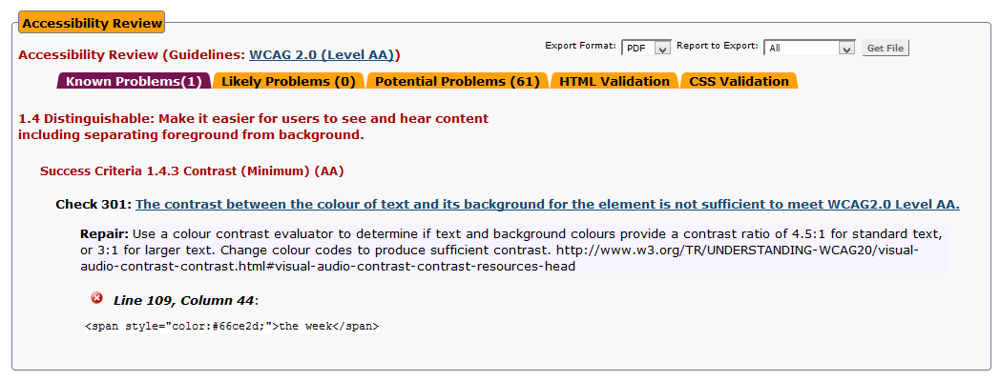 Accessibility Review
Accessibility Review (Guidelines: WCAG 2.0 (Level AA))
Export Format: PDF Report to Export: All Get File
Known Problems(1) Likely Problems (0) Potential Problems (61) HTML Validation CSS Validation
1.4 Distinguishable: Make it easier for users to see and hear content
including separating foreground from background.
Success Criteria 1.4.3 Contrast (Minimum) (AA)
Check 301: The contrast between the colour of text and its background for the element is not sufficient to meet WCAG2.0 Level AA.
Repair: Use a colour contrast evaluator to determine if text and background colours provide a contrast ratio of 4.5:1 for standard text,
or 3:1 for larger text. Change colour codes to produce sufficient contrast. http://www.w3.org/TR/UNDERSTANDING-WCAG20/visual-
audio-contrast-contrast.html#visual-audio-contrast-contrast-resources-head
Line 109, Column 44:
<span style="color:#66ce2d;">the week</span>